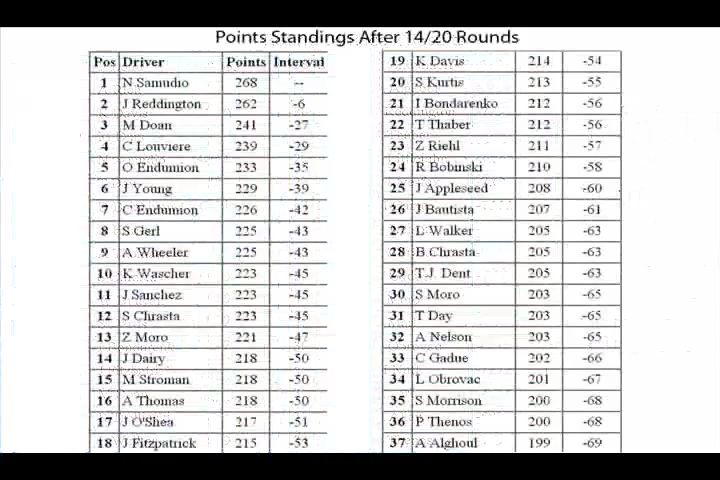 Points Standings After 14/20 Rounds
Pos Driver Points Interval
1 N Samudio 268 --
2 J Reddington 262 -6
3 M Doan 241 -27
4 C Louviere 239 -29
5 O Endumion 233 -35
6 J Young 229 -39
7 C Endumion 226 -42
8 S Gerl 225 -43
9 A Wheeler 225 -43
10 K Wascher 223 -45
11 J Sanchez 223 -45
12 S Chrasta 223 -45
13 Z Moro 221 -47
14 J Dairy 218 -50
15 M Stroman 218 -50
16 A Thomas 218 -50
17 J O'Shea 217 -51
18 J Fitzpatrick 215 -53
19 K Davis 214 -54
20 S Kurtis 213 -55
21 I Bondarenko 212 -56
22 T Thaber 212 -56
23 Z Riehl 211 -57
24 R Bobinski 210 -58
25 J Appleseed 208 -60
26 J Bautista 207 -61
27 L Walker 205 -63
28 B Chrasta 205 -63
29 T.J. Dent 205 -63
30 S Moro 203 -65
31 T Day 203 -65
32 A Nelson 203 -65
33 C Gadue 202 -66
34 L Obrovac 201 -67
35 S Morrison 200 -68
36 P Thenos 200 -68
37 A Alghoul 199 -69